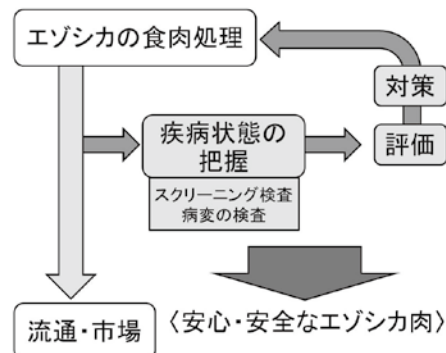 エゾシカの食肉処理
対策
疾病状態の
把握
評価
スクリーニング検査
病変の検査
流通・市場
〈安心・安全なエゾシカ肉〉